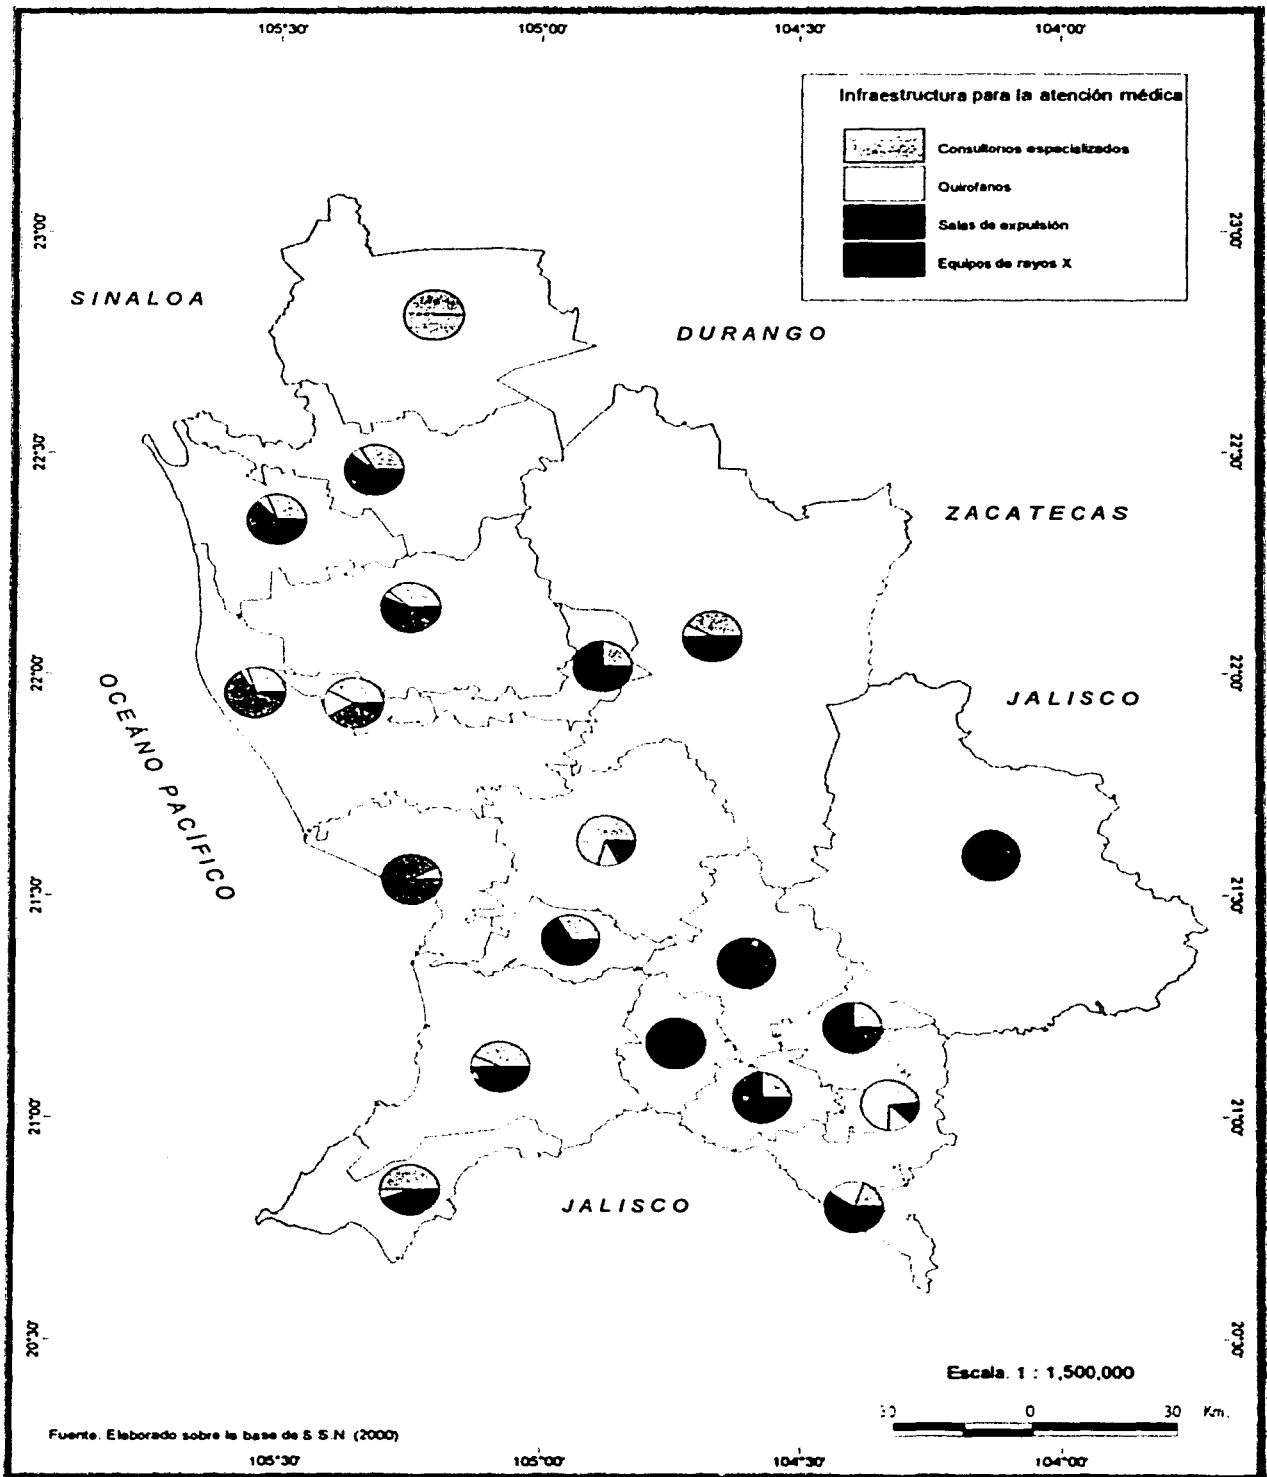 105°30' 105°00' 104°30' 104°00'
Infraestructura para la atención médica
Consultorios especializados
Quirofanos
Salas de expulsión
Equipos de rayos X
23°00' 23°00'
SINALOA
DURANGO
22°30' 22°30'
ZACATECAS
22°00' 22°00'
JALISCO
OCEÁNO PACÍFICO
21°30' 21°30'
21°00' 21°00'
JALISCO
20°30' 20°30'
Escala. 1 : 1,500,000
0 30 Km.
Fuente. Elaborado sobre la base de S S.N (2000)
105°30' 105°00' 104°30' 104°00'